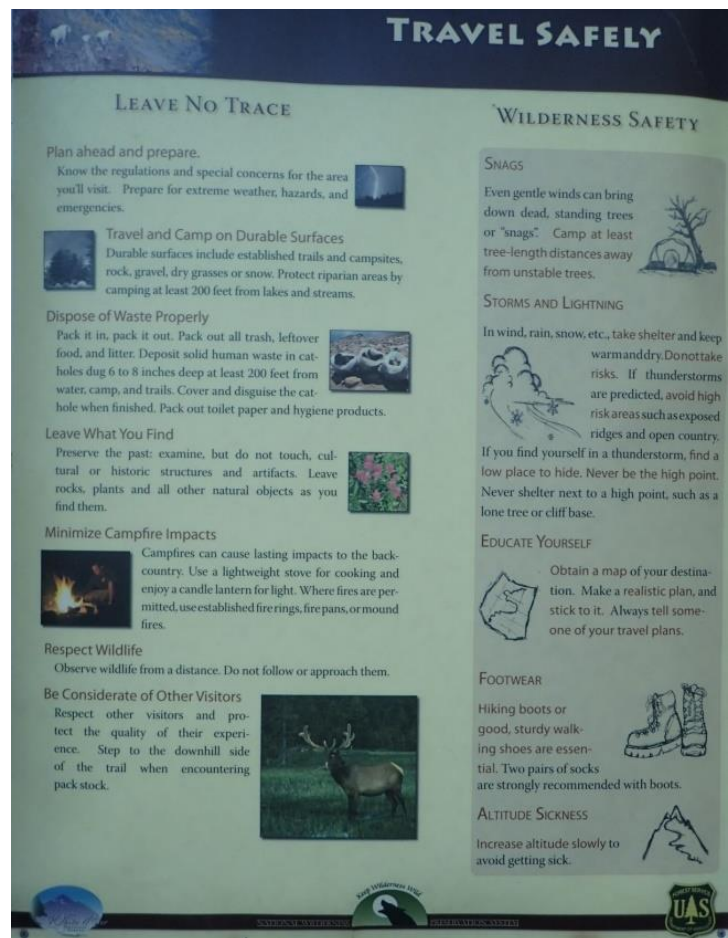 TRAVEL SAFELY
LEAVE NO TRACE
Plan ahead and prepare.
Know the regulations and special concerns for the area
you'll visit. Prepare for extreme weather, hazards, and
emergencies.
Travel and Camp on Durable Surfaces
Durable surfaces include established trails and campsites,
rock, gravel, dry grasses or snow. Protect riparian areas by
camping at least 200 feet from lakes and streams.
Dispose of Waste Properly
Pack it in, pack it out. Pack out all trash, leftover
food, and litter. Deposit solid human waste in cat-
holes dug 6 to 8 inches deep at least 200 feet from
water, camp, and trails. Cover and disguise the cat-
hole when finished. Pack out toilet paper and hygiene products.
Leave What You Find
Preserve the past: examine, but do not touch, cul-
tural or historic structures and artifacts. Leave
rocks, plants and all other natural objects as you
find them.
Minimize Campfire Impacts
Campfires can cause lasting impacts to the back-
country. Use a lightweight stove for cooking and
enjoy a candle lantern for light. Where fires are per-
mitted, use established fire rings, fire pans, or mound
fires.
Respect Wildlife
Observe wildlife from a distance. Do not follow or approach them.
Be Considerate of Other Visitors
Respect other visitors and pro-
tect the quality of their experi-
ence. Step to the downhill side
of the trail when encountering
pack stock.
WILDERNESS SAFETY
SNAGS
Even gentle winds can bring
down dead, standing trees
or "snags". Camp at least
tree-length distances away
from unstable trees.
STORMS AND LIGHTNING
In wind, rain, snow, etc., take shelter and keep
warm and dry. Do not take
risks. If thunderstorms
are predicted, avoid high
risk areas such as exposed
ridges and open country.
If you find yourself in a thunderstorm, find a
low place to hide. Never be the high point.
Never shelter next to a high point, such as a
lone tree or cliff base.
EDUCATE YOURSELF
Obtain a map of your destina-
tion. Make a realistic plan, and
stick to it. Always tell some-
one of your travel plans.
FOOTWEAR
Hiking boots or
good, sturdy walk-
ing shoes are essen-
tial. Two pairs of socks
are strongly recommended with boots.
ALTITUDE SICKNESS
Increase altitude slowly to
avoid getting sick.
Keep Wilderness Wild
NATIONAL WILDERNESS PRESERVATION SYSTEM
FOREST SERVICE
UAS